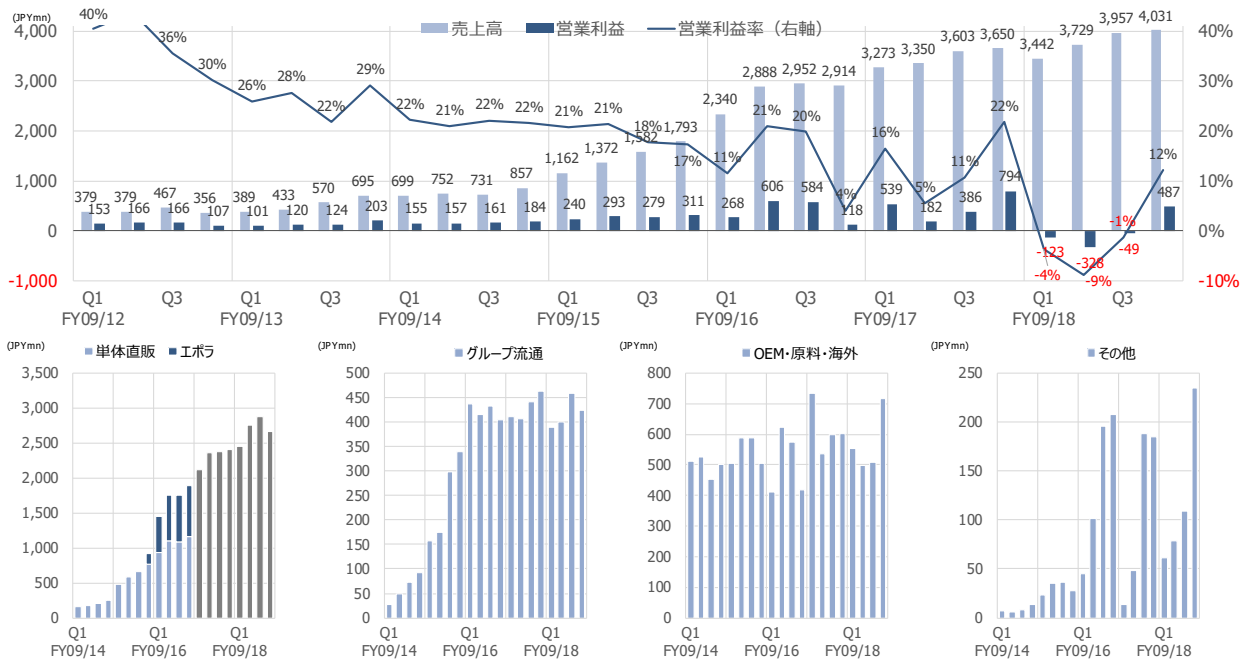 (JPYmn)
売上高 営業利益 営業利益率（右軸）
4,000 3,000 2,000 1,000 0 -1,000
40% 30% 20% 10% 0% -10%
40% 36% 30% 26% 28% 22% 29% 22% 21% 22% 22% 21% 21% 18% 17% 11% 21% 20% 4% 16% 5% 11% 22% -4% -9% -1% 12%
379 379 467 356 389 433 570 695 699 752 731 857 1,162 1,372 1,582 1,793 2,340 2,888 2,952 2,914 3,273 3,350 3,603 3,650 3,442 3,729 3,957 4,031
153 166 166 107 101 120 124 203 155 157 161 184 240 293 279 311 268 606 584 118 539 182 386 794 -123 -328 -49 487
Q1 Q3 Q1 Q3 Q1 Q3 Q1 Q3 Q1 Q3 Q1 Q3 Q1 Q3
FY09/12 FY09/13 FY09/14 FY09/15 FY09/16 FY09/17 FY09/18
(JPYmn)
単体直販 エポラ
3,500
3,000
2,500
2,000
1,500
1,000
500
0
Q1 Q1 Q1
FY09/14 FY09/16 FY09/18
(JPYmn)
グループ流通
500
450
400
350
300
250
200
150
100
50
0
Q1 Q1 Q1
FY09/14 FY09/16 FY09/18
(JPYmn)
OEM・原料・海外
800
700
600
500
400
300
200
100
0
Q1 Q1 Q1
FY09/14 FY09/16 FY09/18
(JPYmn)
その他
250
200
150
100
50
0
Q1 Q1 Q1
FY09/14 FY09/16 FY09/18